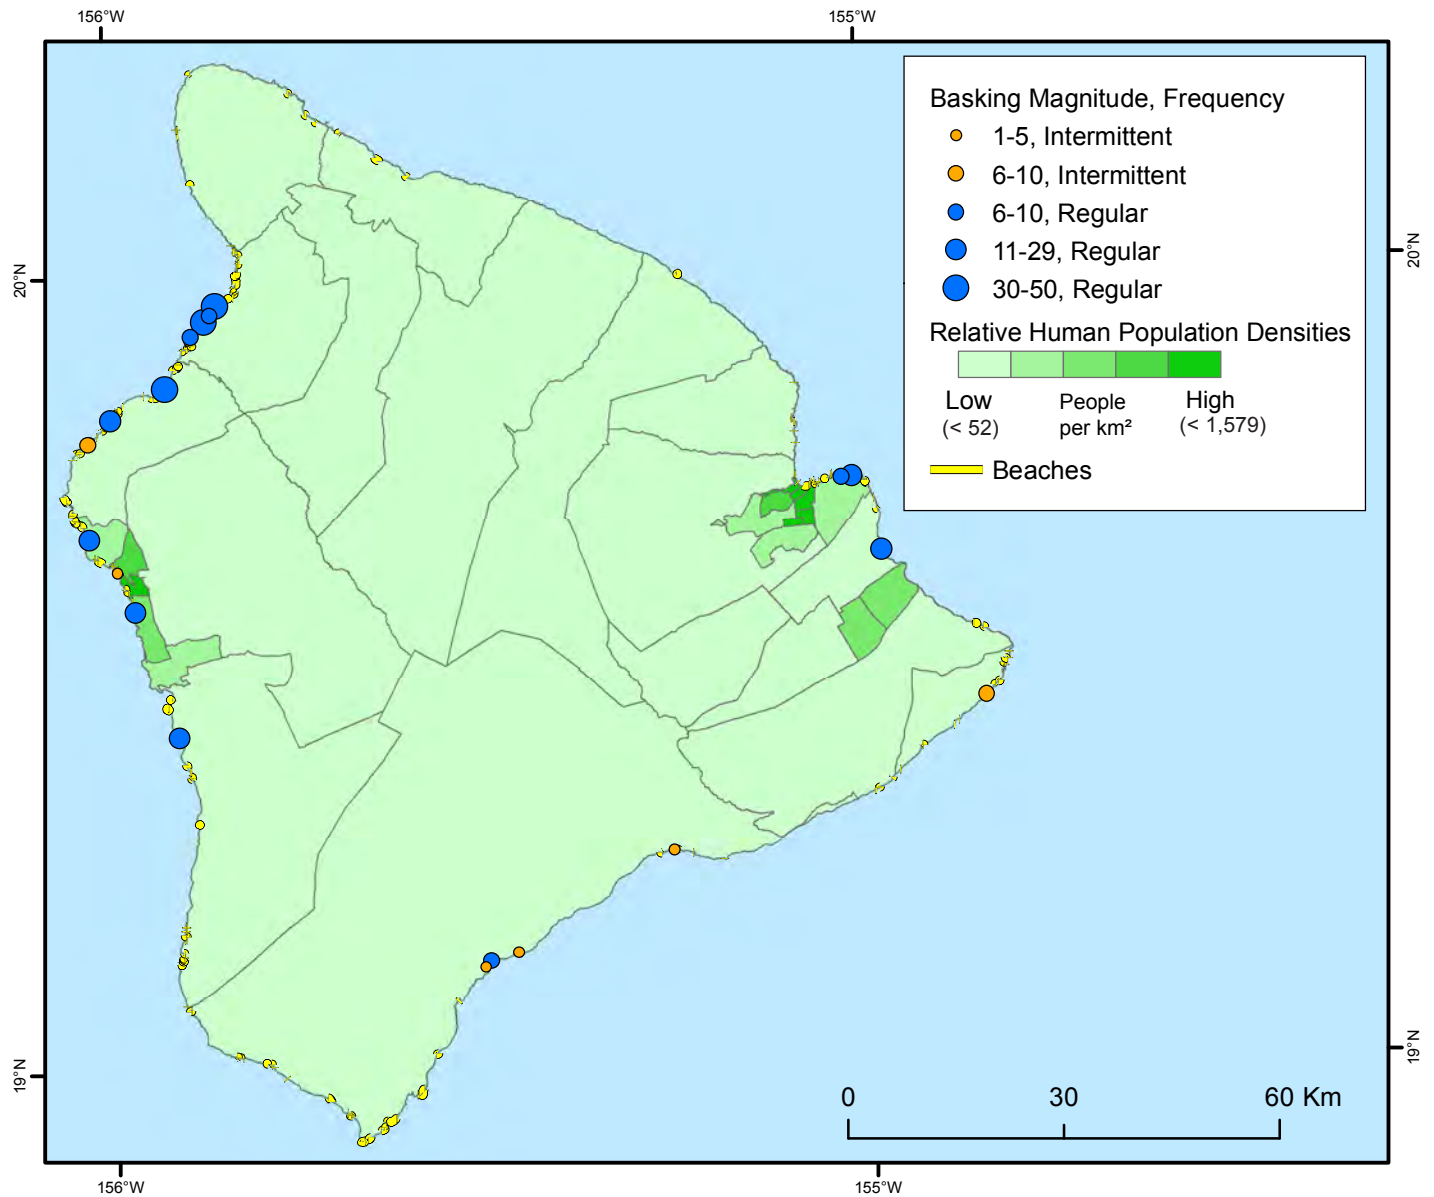 156°W
155°W
Basking Magnitude, Frequency
1-5, Intermittent
6-10, Intermittent
6-10, Regular
11-29, Regular
30-50, Regular
Relative Human Population Densities
Low
People
High
(< 52)
per km²
(< 1,579)
Beaches
20°N
20°N
19°N
19°N
0
30
60 Km
156°W
155°W